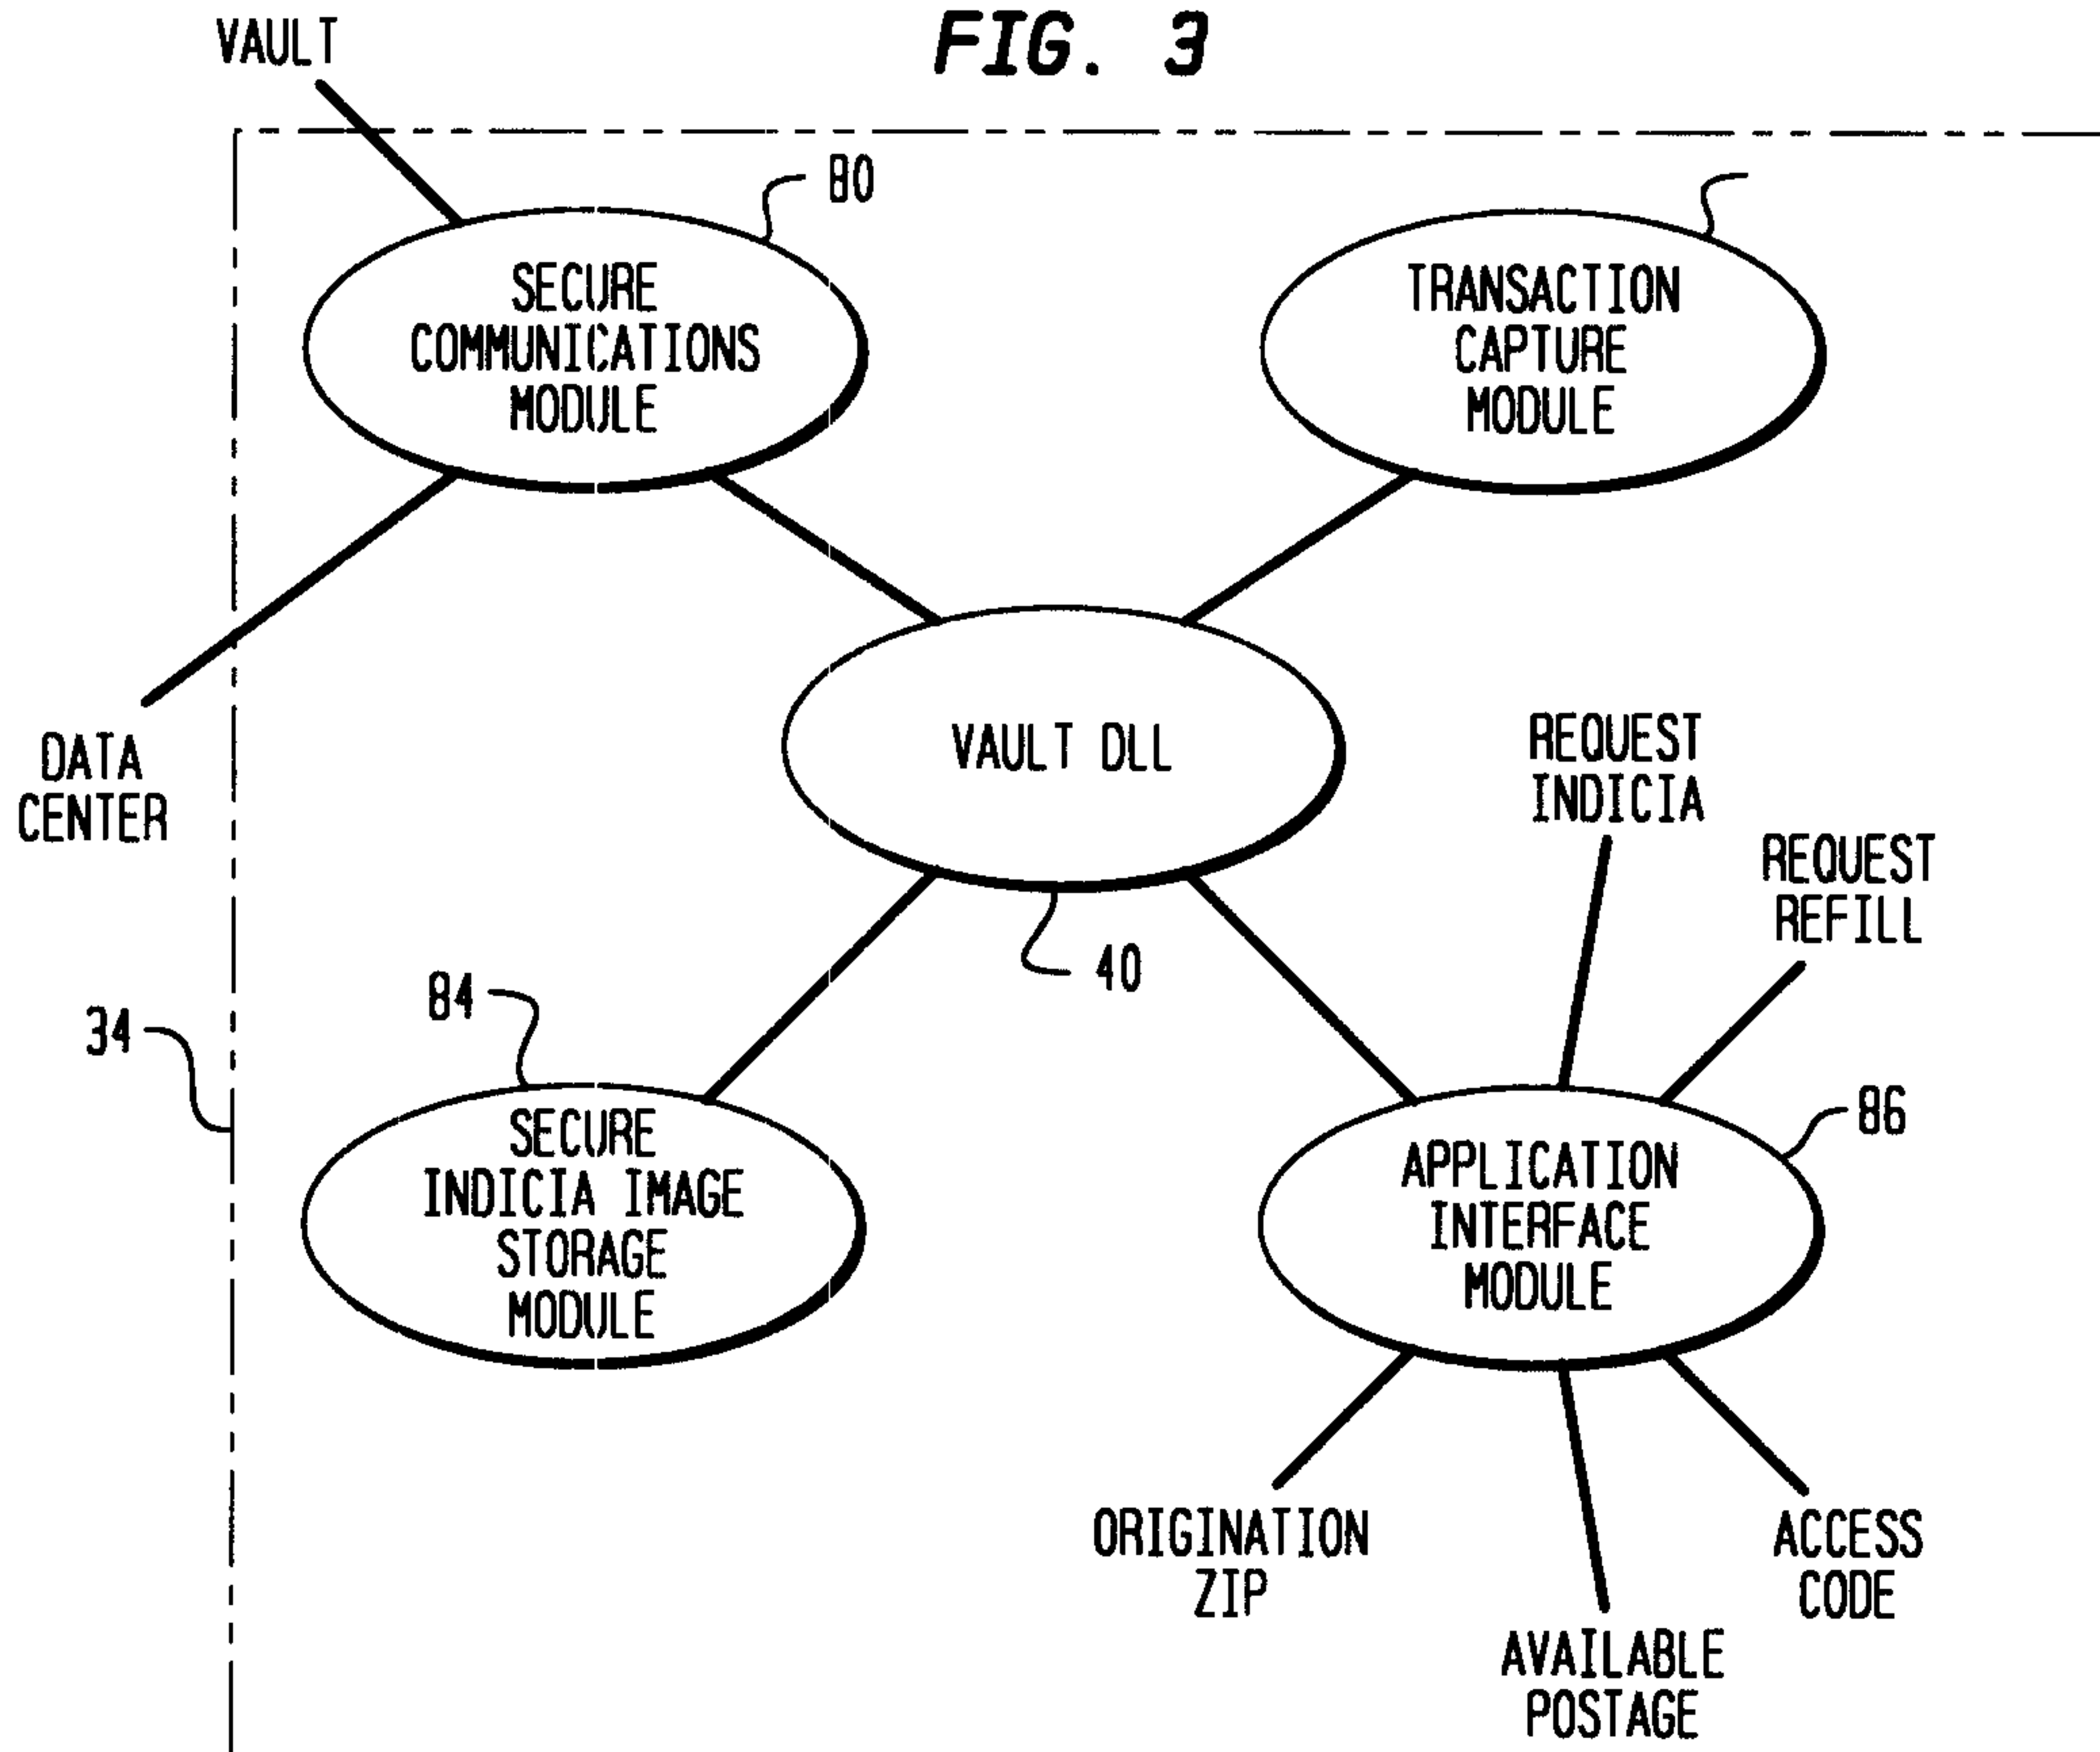 FIG. 3
VAULT
80
SECURE
COMMUNICATIONS
MODULE
TRANSACTION
CAPTURE
MODULE
DATA
CENTER
VAULT DLL
40
REQUEST
INDICIA
REQUEST
REFILL
34
84
SECURE
INDICIA IMAGE
STORAGE
MODULE
86
APPLICATION
INTERFACE
MODULE
ORIGINATION
ZIP
AVAILABLE
POSTAGE
ACCESS
CODE